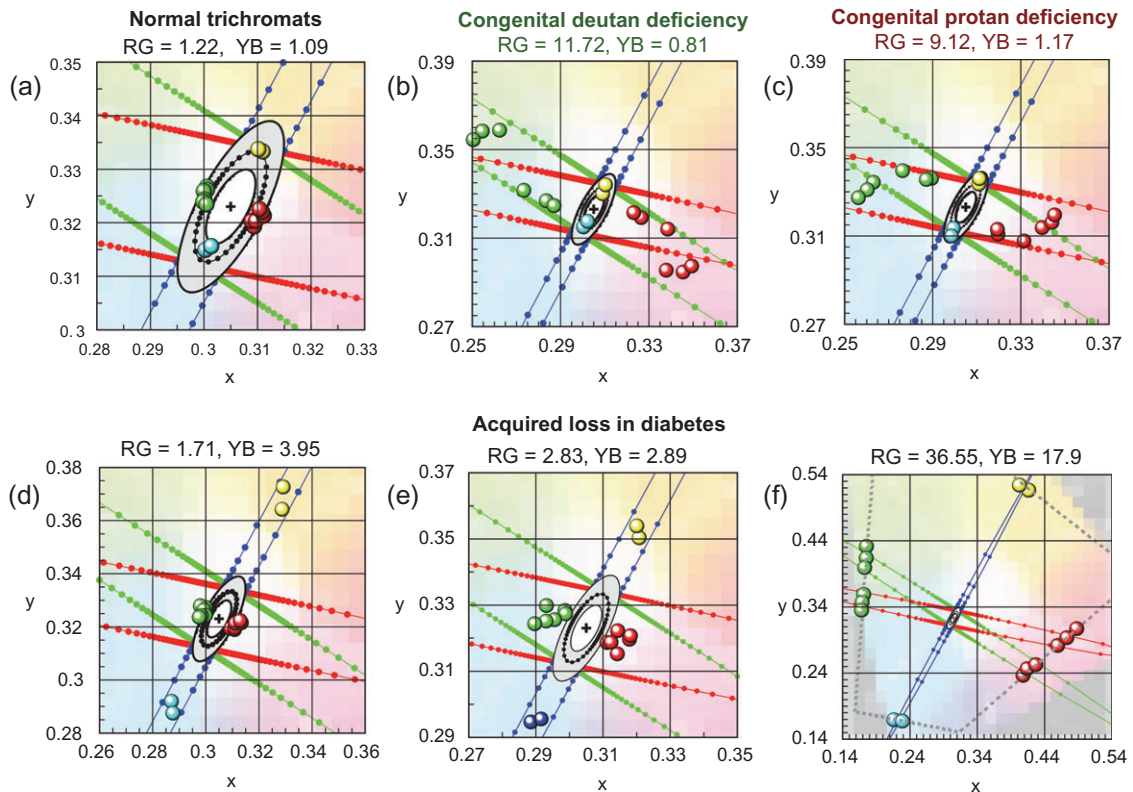 Normal trichromats
RG = 1.22, YB = 1.09
(a)
y
0.35
0.34
0.33
0.32
0.31
0.3
0.28 0.29 0.3 0.31 0.32 0.33
x
Congenital deutan deficiency
RG = 11.72, YB = 0.81
(b)
y
0.39
0.35
0.31
0.27
0.25 0.29 0.33 0.37
x
Congenital protan deficiency
RG = 9.12, YB = 1.17
(c)
y
0.39
0.35
0.31
0.27
0.25 0.29 0.33 0.37
x
RG = 1.71, YB = 3.95
(d)
y
0.38
0.36
0.34
0.32
0.3
0.28
0.26 0.28 0.30 0.32 0.34 0.36
x
Acquired loss in diabetes
RG = 2.83, YB = 2.89
(e)
y
0.37
0.35
0.33
0.31
0.29
0.27 0.29 0.31 0.33 0.35
x
RG = 36.55, YB = 17.9
(f)
y
0.54
0.44
0.34
0.24
0.14
0.14 0.24 0.34 0.44 0.54
x